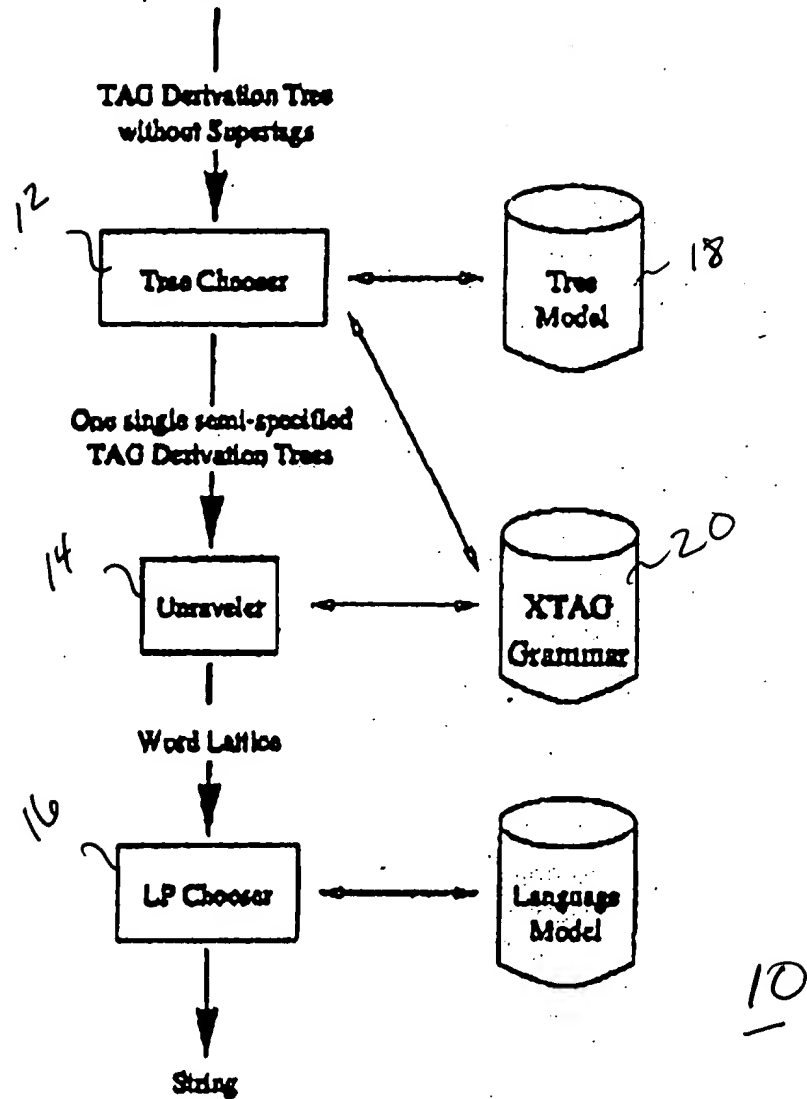 TAG Derivation Tree
without Supertags
12
Tree Chooser
Tree
Model
18
One single semi-specified
TAG Derivation Trees
14
Unraveler
XTAG
Grammar
20
Word Lattice
16
LP Chooser
Language
Model
10
String